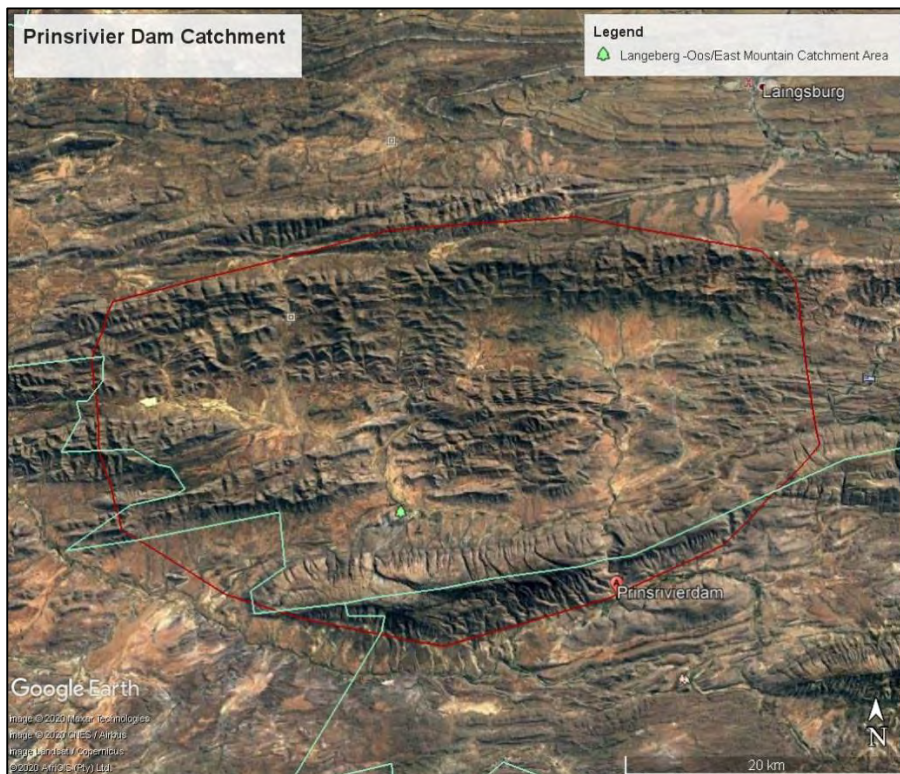 Prinsrivier Dam Catchment
Legend
Langeberg -Oos/East Mountain Catchment Area
Laingsburg
Prinsrivierdam
Google Earth
Image © 2020 Maxar Technologies
Image © 2020 CNES / Airbus
Image Landsat / Copernicus
© 2020 AfriGIS (Pty) Ltd.
N
20 km